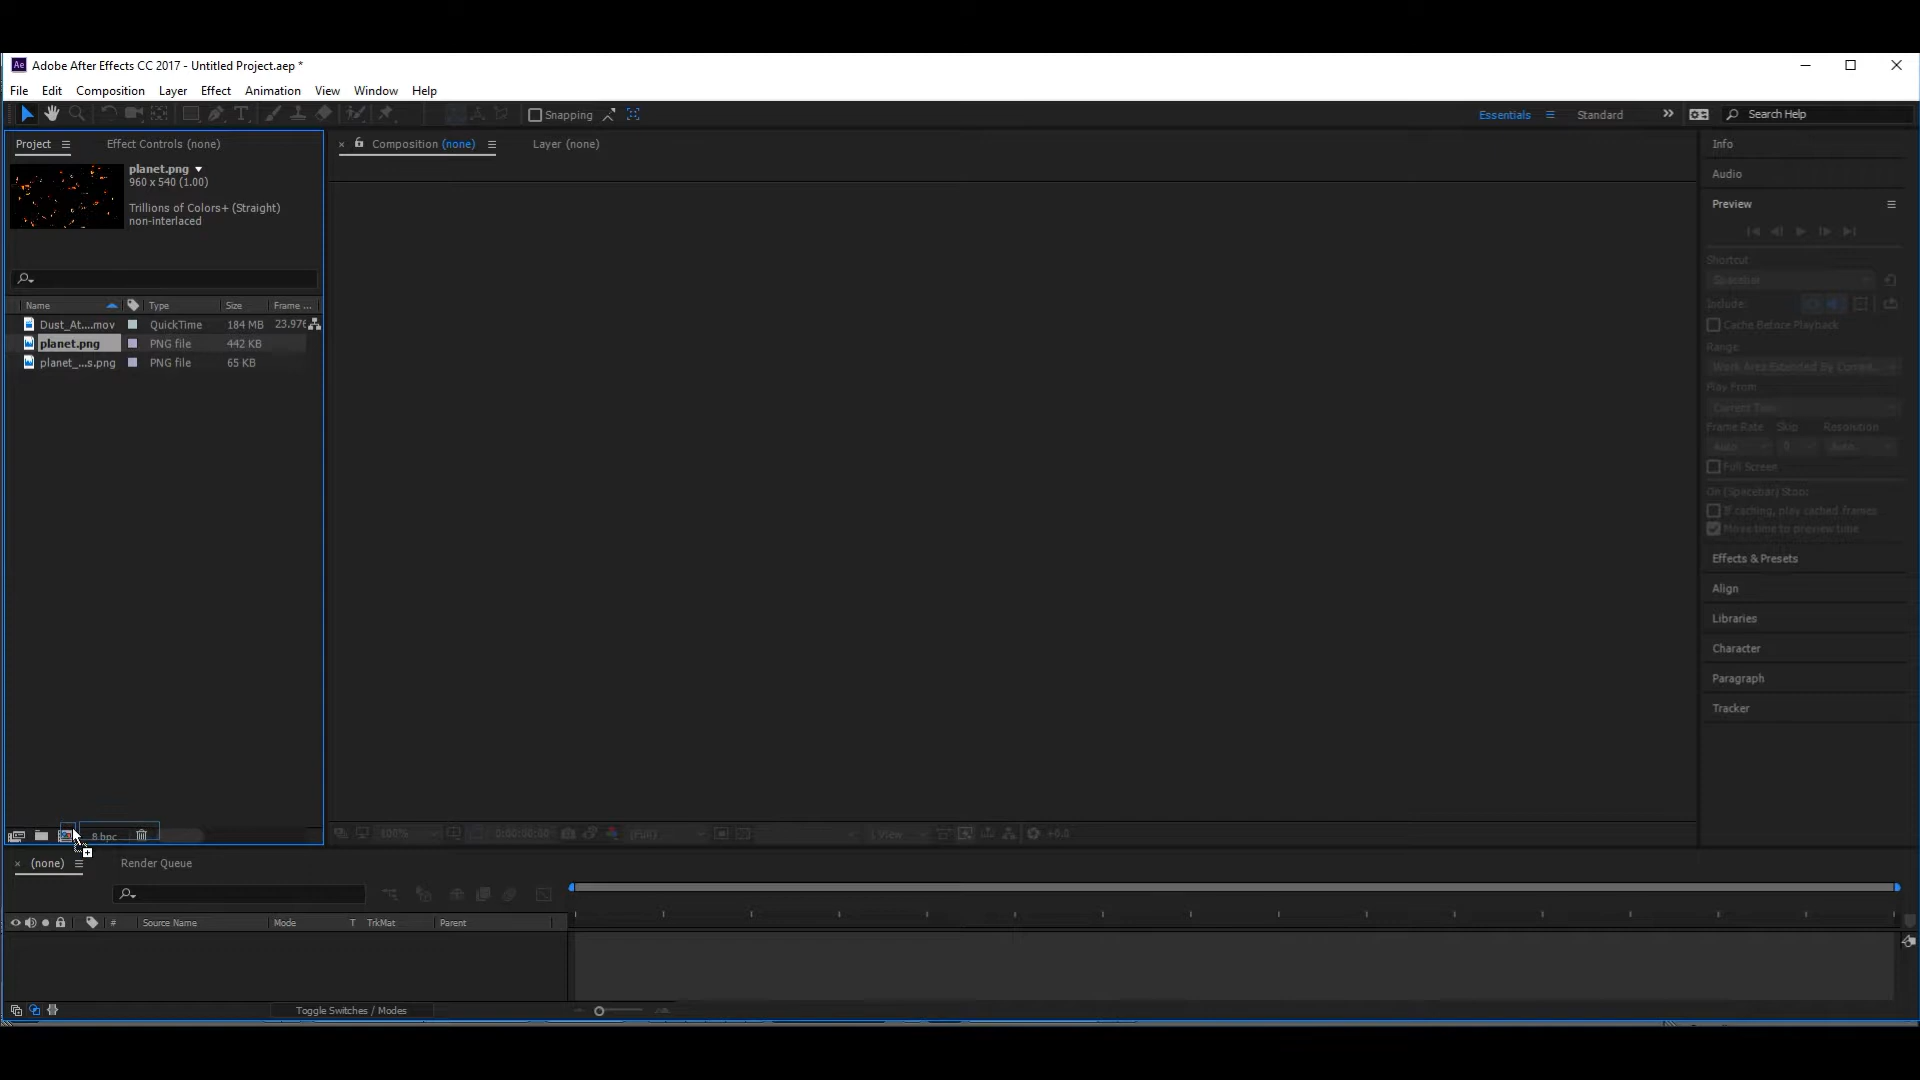 Adobe After Effects CC 2017 - Untitled Project.aep *
File Edit Composition Layer Effect Animation Window Help
Snapping
Essentials
Standard
Search Help
Project
Effect Controls (none)
Composition (none)
Layer (none)
planet.png
960 x 540 (1.00)
Trillions of Colors+ (Straight)
non-interlaced
Name Type Size Frame ...
Dust_At....mov QuickTime 184 MB 23.976
planet.png PNG file 442 KB
planet_...s.png PNG file 65 KB
8 bpc
100%
0:00:00:00
(Full)
1 View
+0.0
Info
Audio
Preview
Shortcut
Spacebar
Include:
Cache Before Playback
Range
Work Area Extended By Current...
Play From
Current Time
Frame Rate Skip Resolution
Auto 0 Auto
Full Screen
On (Spacebar) Stop:
If caching, play cached frames
Move time to preview time
Effects & Presets
Align
Libraries
Character
Paragraph
Tracker
(none)
Render Queue
# Source Name Mode T TrkMat Parent
Toggle Switches / Modes